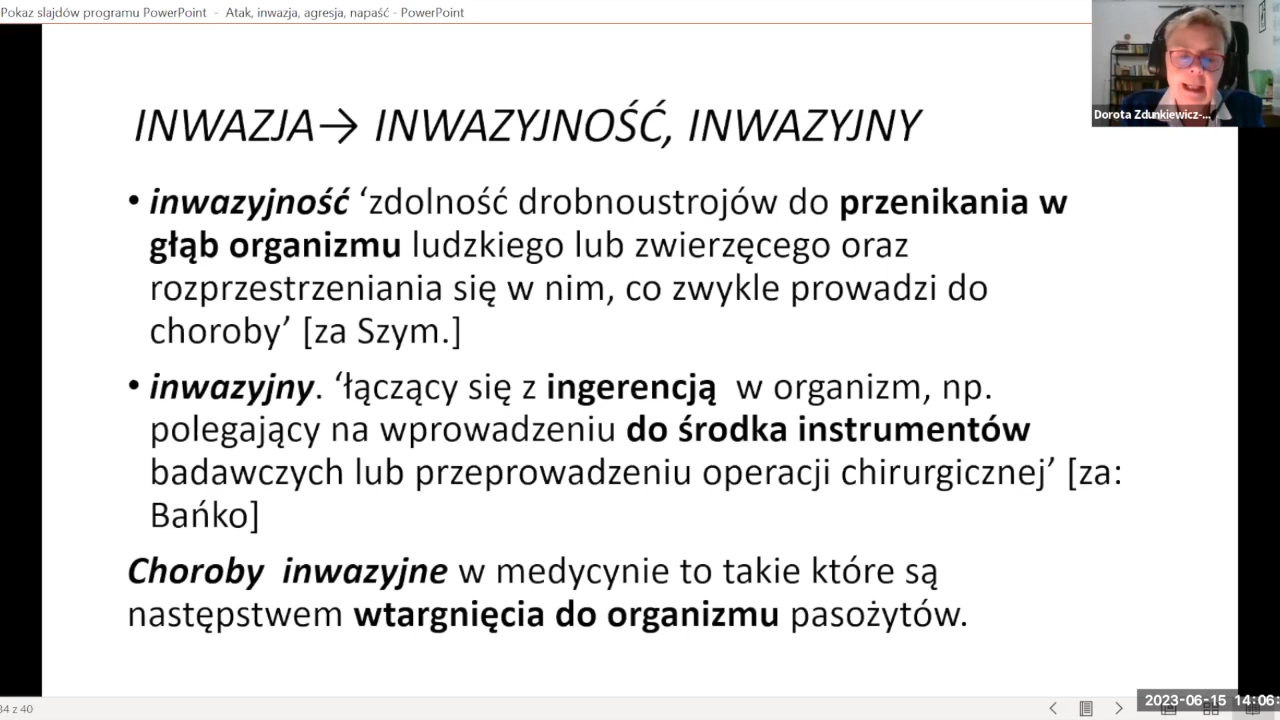 Pokaz slajdów programu PowerPoint - Atak, inwazja, agresja, napaść - PowerPoint
Dorota Zdunkiewicz-...
INWAZJA→ INWAZYJNOŚĆ, INWAZYJNY
• inwazyjność ‘zdolność drobnoustrojów do przenikania w
głąb organizmu ludzkiego lub zwierzęcego oraz
rozprzestrzeniania się w nim, co zwykle prowadzi do
choroby’ [za Szym.]
• inwazyjny. ‘łączący się z ingerencją w organizm, np.
polegający na wprowadzeniu do środka instrumentów
badawczych lub przeprowadzeniu operacji chirurgicznej’ [za:
Bańko]
Choroby inwazyjne w medycynie to takie które są
następstwem wtargnięcia do organizmu pasożytów.
34 z 40
2023-06-15 14:06: